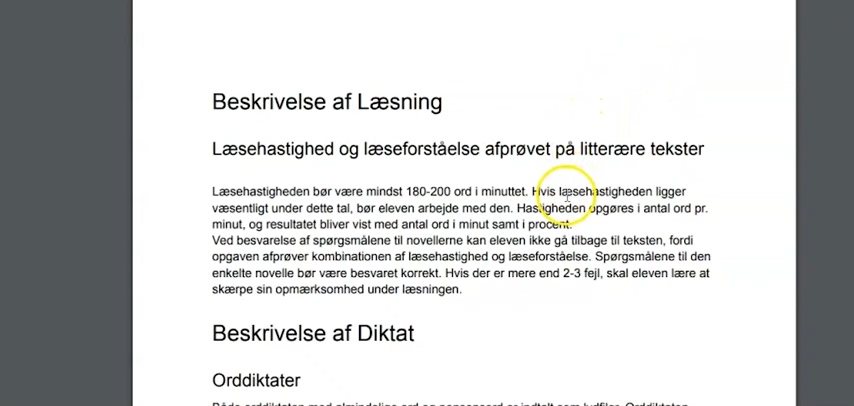 Beskrivelse af Læsning
Læsehastighed og læseforståelse afprøvet på litterære tekster
Læsehastigheden bør være mindst 180-200 ord i minuttet. Hvis læsehastigheden ligger
væsentligt under dette tal, bør eleven arbejde med den. Hastigheden opgøres i antal ord pr.
minut, og resultatet bliver vist med antal ord i minut samt i procent.
Ved besvarelse af spørgsmålene til novellerne kan eleven ikke gå tilbage til teksten, fordi
opgaven afprøver kombinationen af læsehastighed og læseforståelse. Spørgsmålene til den
enkelte novelle bør være besvaret korrekt. Hvis der er mere end 2-3 fejl, skal eleven lære at
skærpe sin opmærksomhed under læsningen.
Beskrivelse af Diktat
Orddiktater